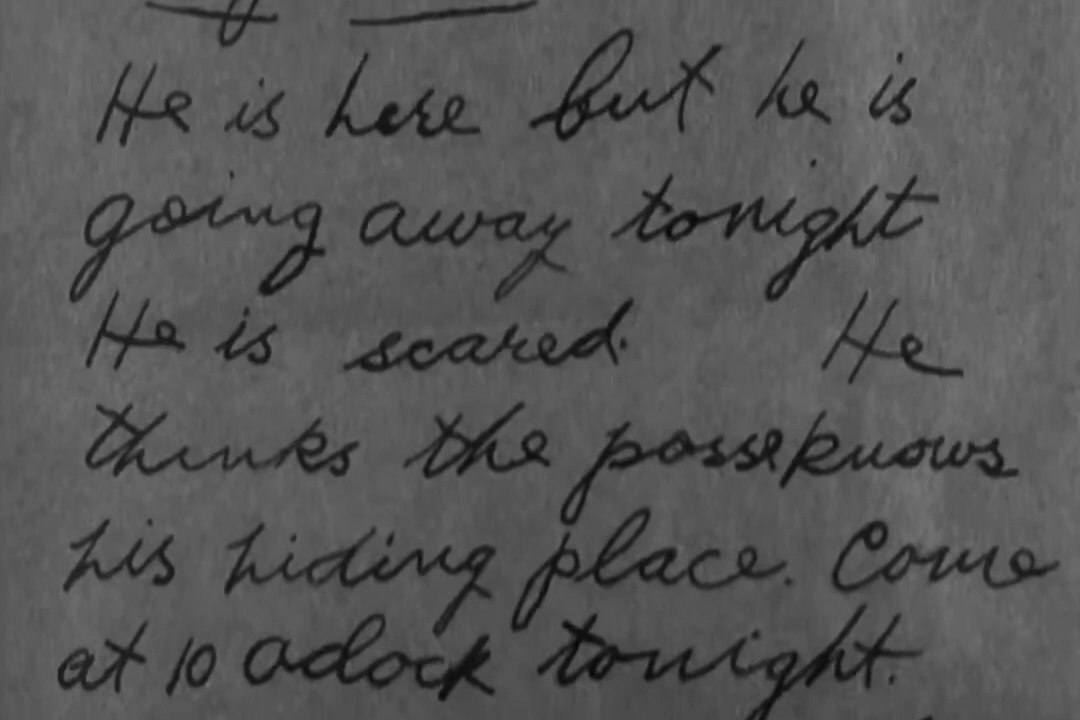 He is here but he is
going away tonight
He is scared. He
thinks the posse knows
his hiding place. Come
at 10 oclock tonight.